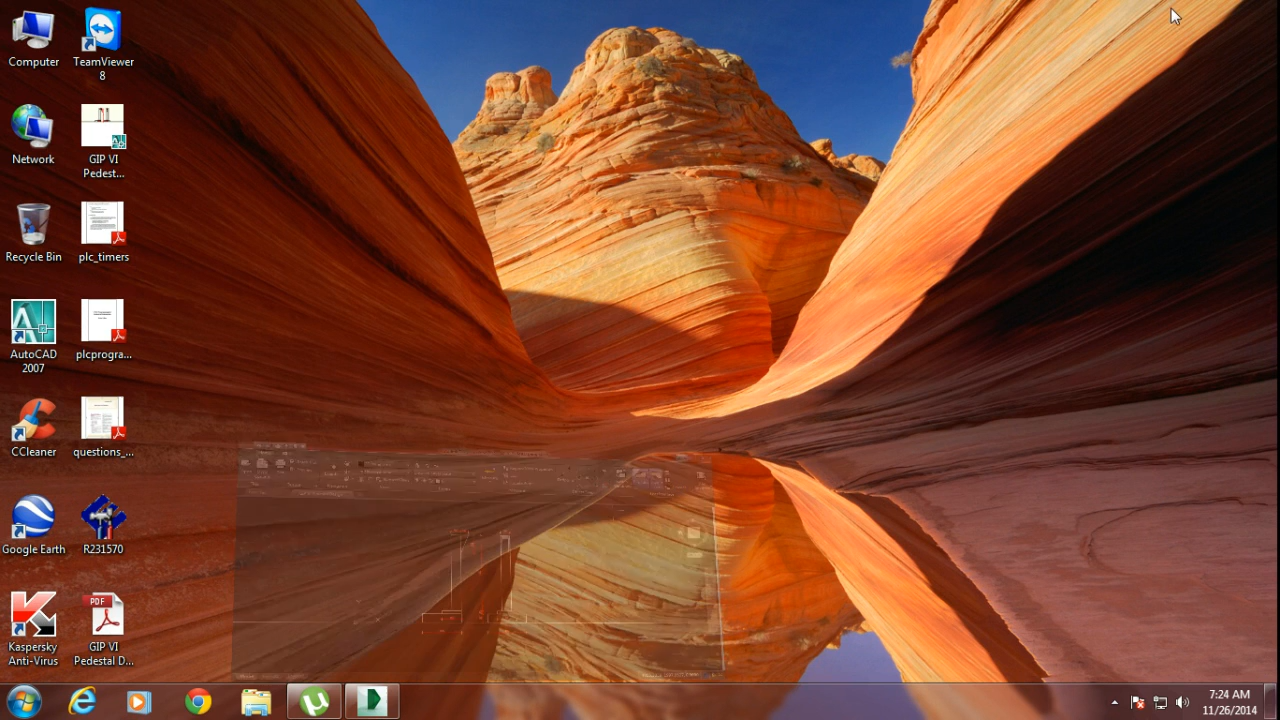 Computer
TeamViewer
8
Network
GIP VI
Pedest...
Recycle Bin
plc_timers
AutoCAD
2007
plcprogra...
CCleaner
questions_...
Google Earth
R231570
PDF
Kaspersky
Anti-Virus
GIP VI
Pedestal D...
7:24 AM
11/26/2014